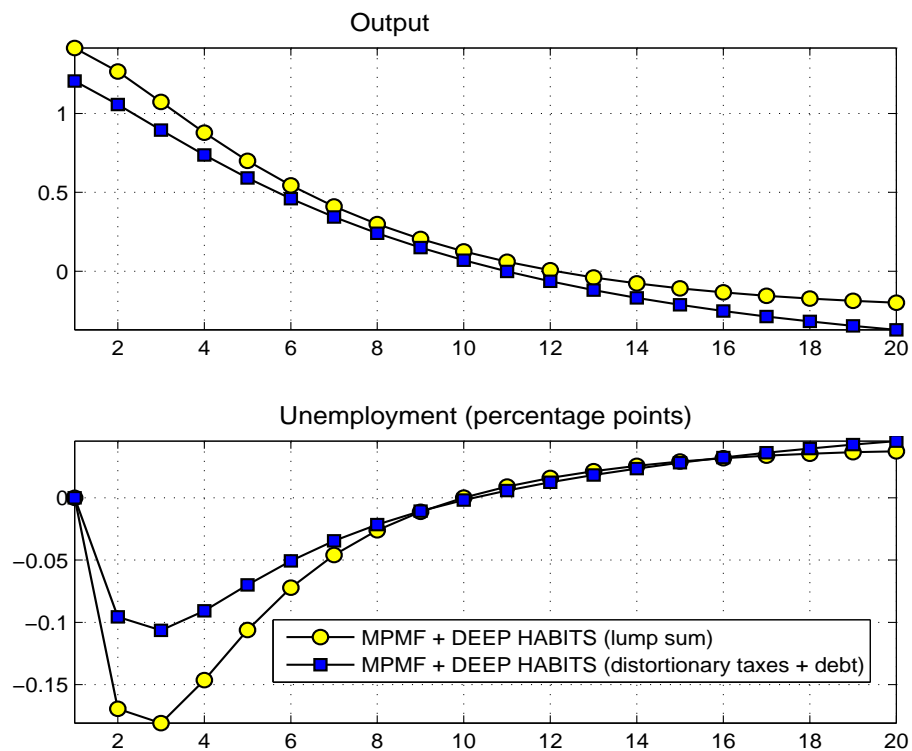 Output
1
0.5
0
2 4 6 8 10 12 14 16 18 20
Unemployment (percentage points)
0
−0.05
−0.1
−0.15
MPMF + DEEP HABITS (lump sum)
MPMF + DEEP HABITS (distortionary taxes + debt)
2 4 6 8 10 12 14 16 18 20